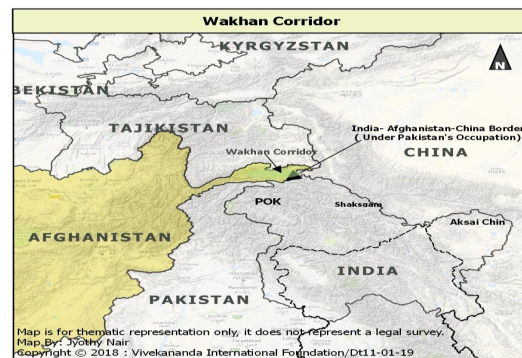 Wakhan Corridor
KYRGYZSTAN
N
BEKISTAN
TAJIKISTAN
India- Afghanistan-China Border
( Under Pakistan's Occupation)
Wakhan Corridor
CHINA
POK
Shaksgam
Aksai Chin
AFGHANISTAN
INDIA
PAKISTAN
Map is for thematic representation only, it does not represent a legal survey.
Map By: Jyothy Nair
Copyright © 2018 : Vivekananda International Foundation/Dt11-01-19